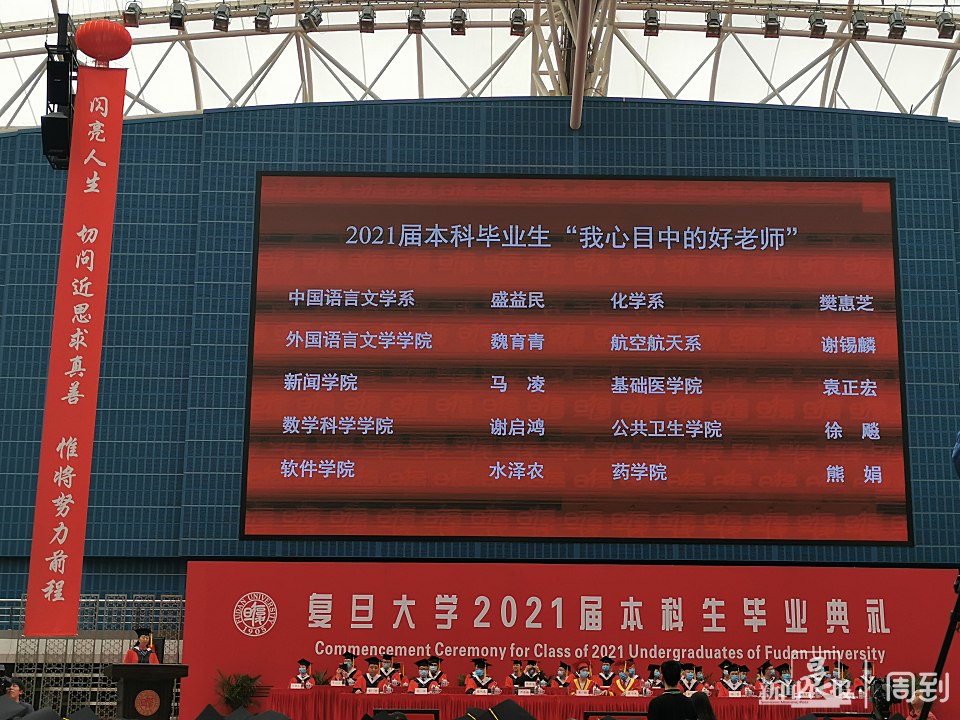 闪亮人生 切问近思求真善 惟将努力前程
2021届本科毕业生“我心目中的好老师”
中国语言文学系 盛益民 化学系 樊惠芝
外国语言文学学院 魏育青 航空航天系 谢锡麟
新闻学院 马 凌 基础医学院 袁正宏
数学科学学院 谢启鸿 公共卫生学院 徐 飚
软件学院 水泽农 药学院 熊 娟
FUDAN UNIVERSITY
1905
复旦大学2021届本科生毕业典礼
Commencement Ceremony for Class of 2021 Undergraduates of Fudan University
周到